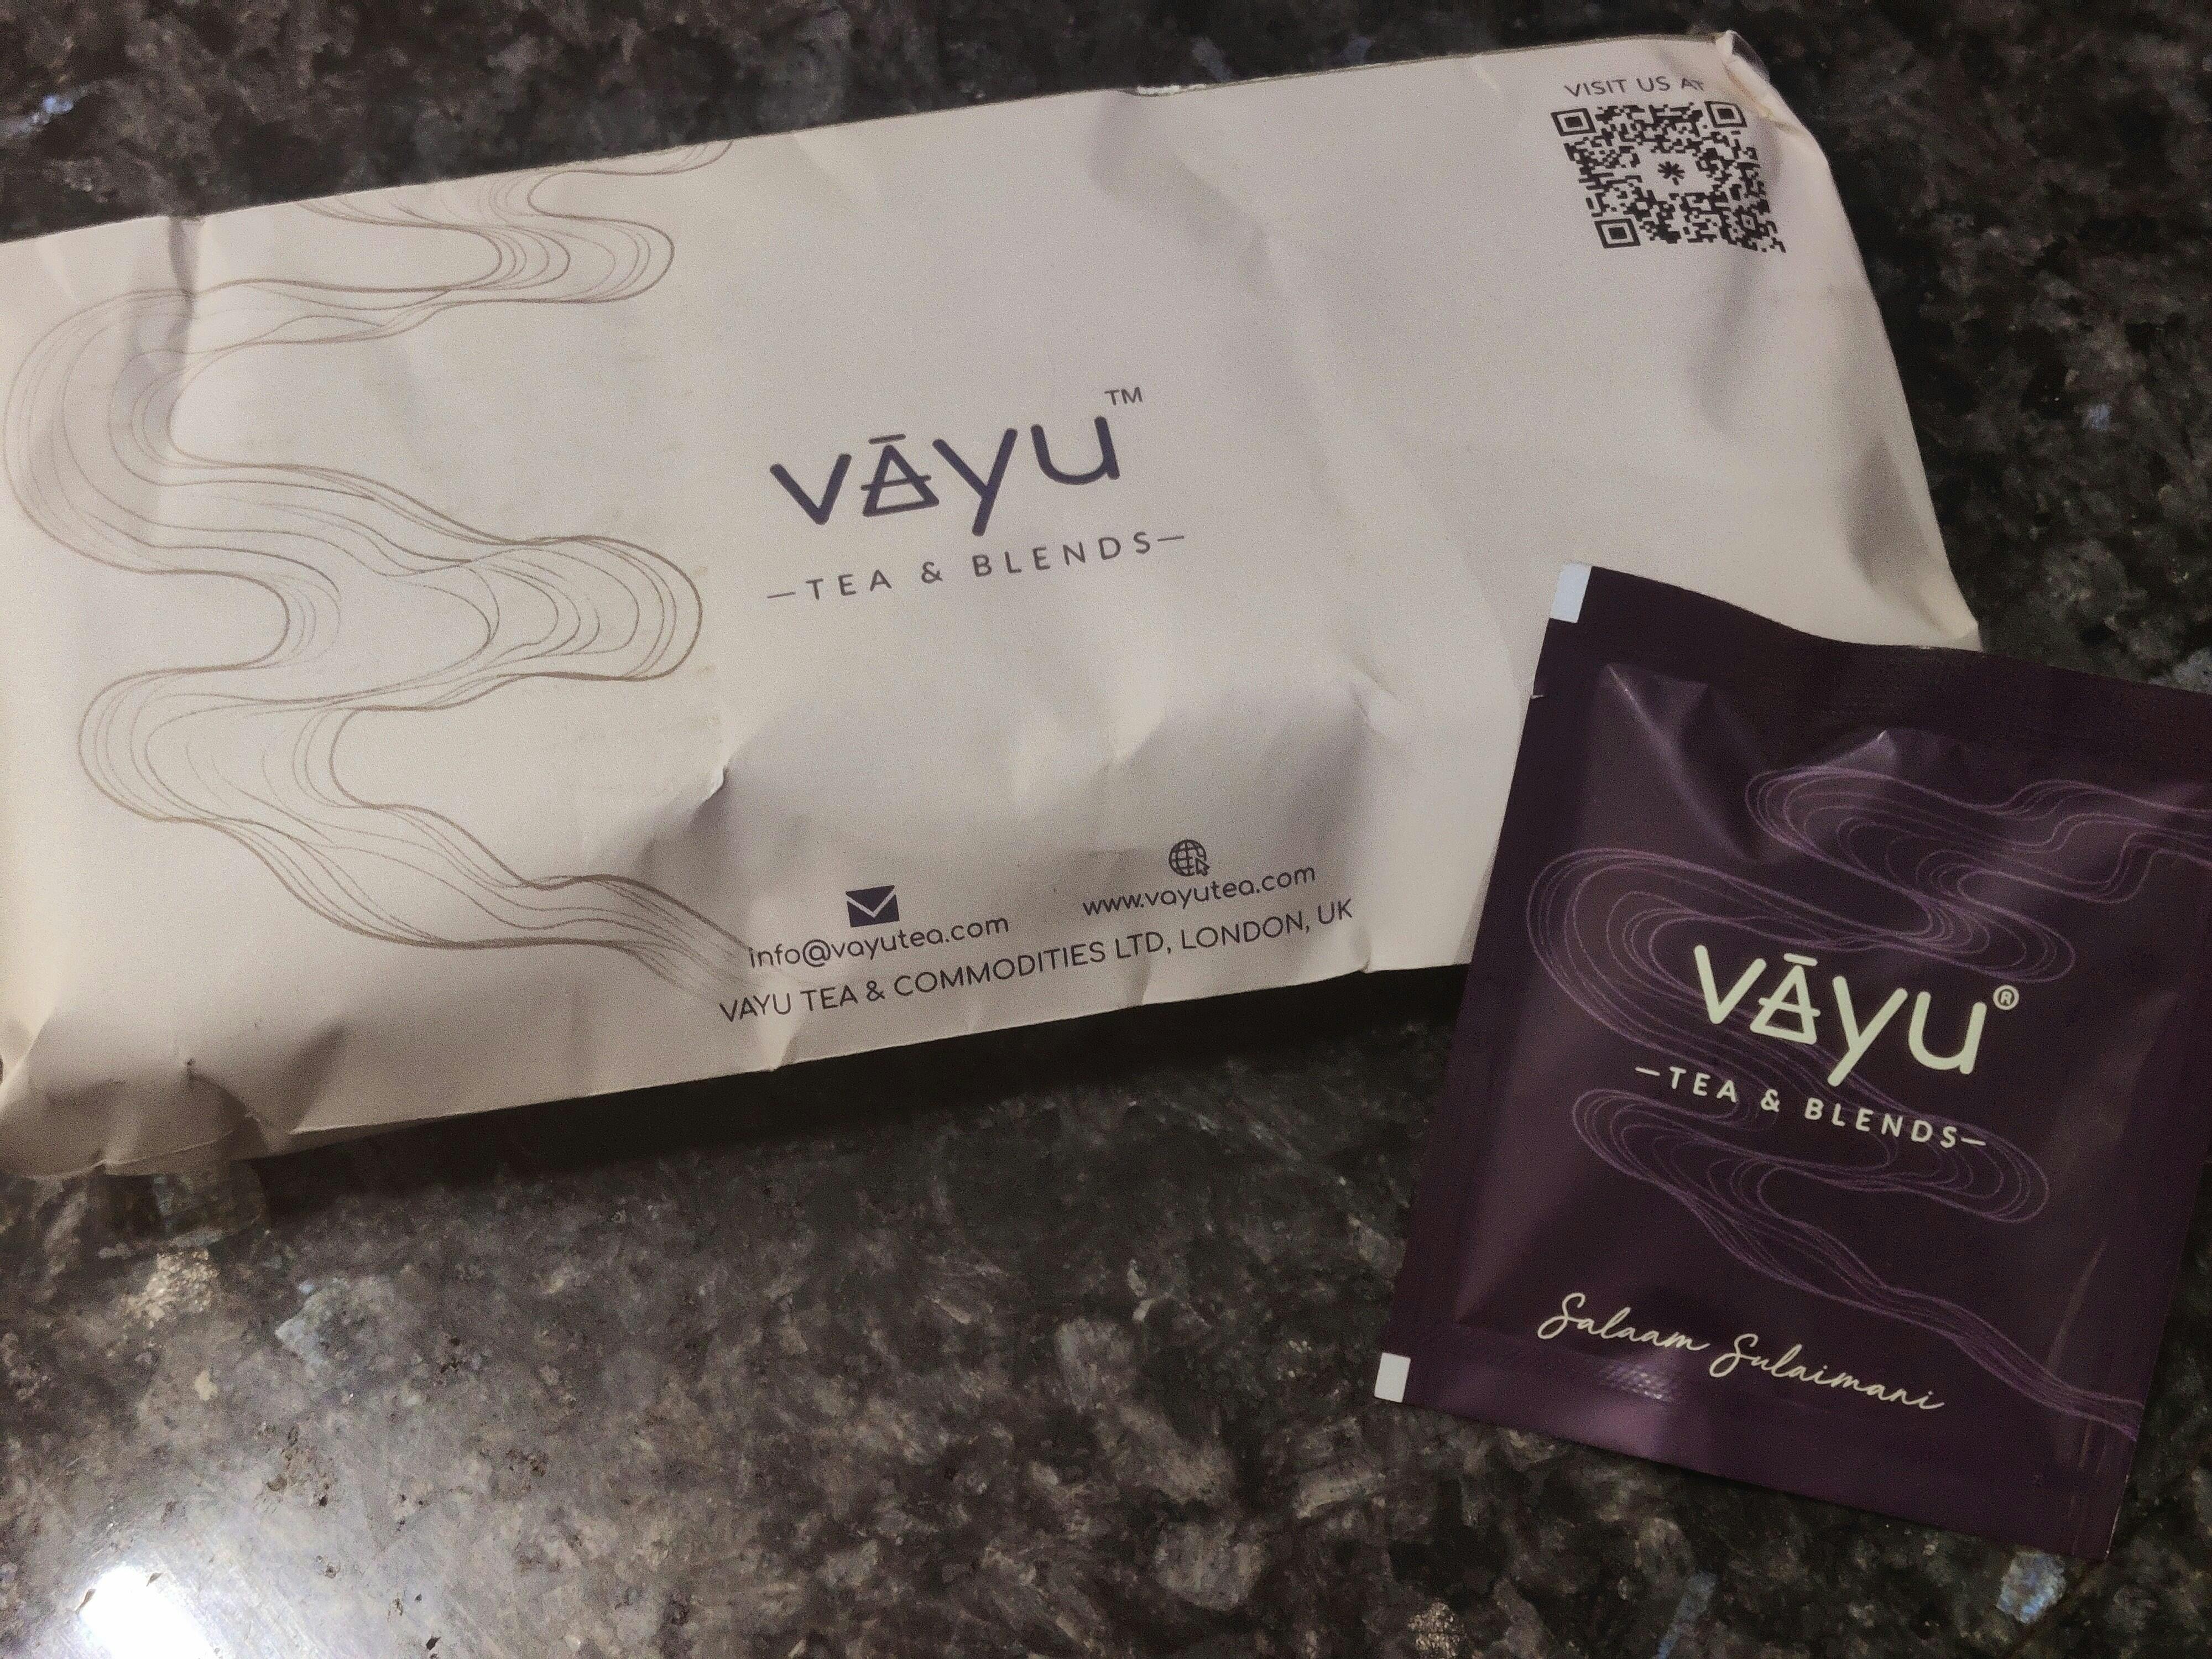 VISIT US AT
vāyu™
—TEA & BLENDS—
info@vayutea.com
www.vayutea.com
VAYU TEA & COMMODITIES LTD, LONDON, UK
vāyu®
—TEA & BLENDS—
Salaam Sulaimani